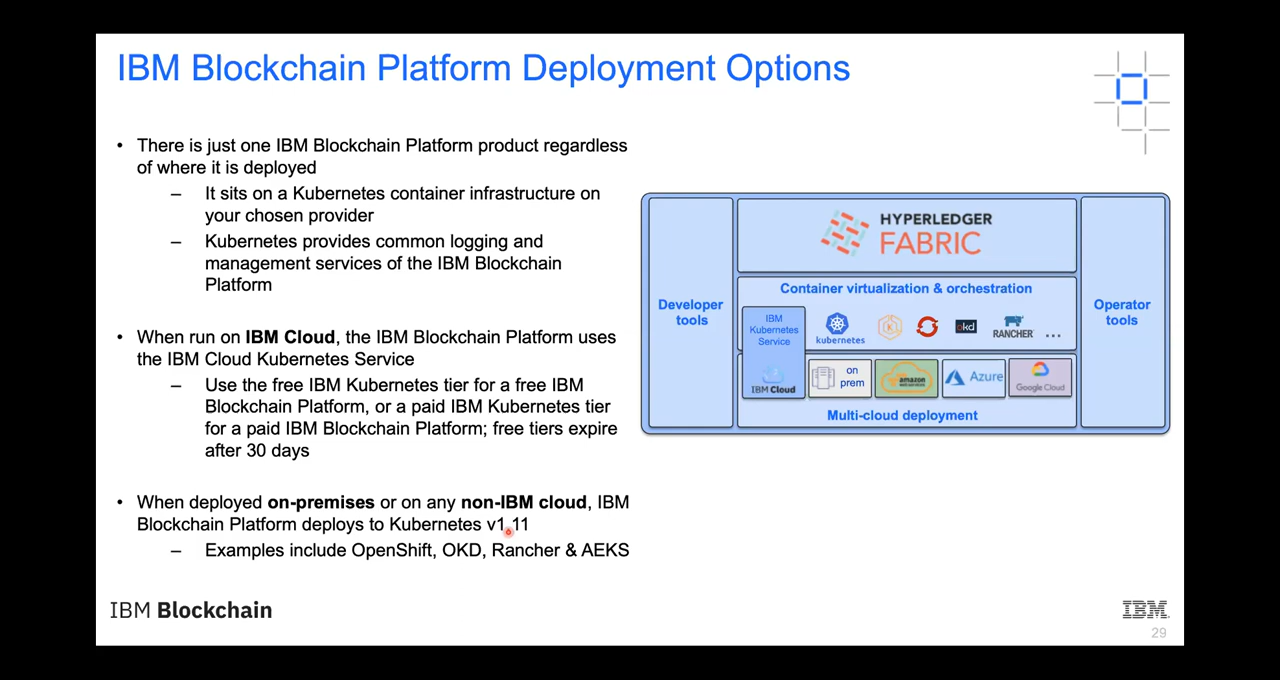 IBM Blockchain Platform Deployment Options
• There is just one IBM Blockchain Platform product regardless
of where it is deployed
– It sits on a Kubernetes container infrastructure on
your chosen provider
– Kubernetes provides common logging and
management services of the IBM Blockchain
Platform
• When run on IBM Cloud, the IBM Blockchain Platform uses
the IBM Cloud Kubernetes Service
– Use the free IBM Kubernetes tier for a free IBM
Blockchain Platform, or a paid IBM Kubernetes tier
for a paid IBM Blockchain Platform; free tiers expire
after 30 days
• When deployed on-premises or on any non-IBM cloud, IBM
Blockchain Platform deploys to Kubernetes v1.11
– Examples include OpenShift, OKD, Rancher & AEKS
Developer
tools
HYPERLEDGER
FABRIC
Container virtualization & orchestration
IBM
Kubernetes
Service
kubernetes
K
okd
RANCHER
...
IBM Cloud
on
prem
amazon
web services
Azure
Google Cloud
Multi-cloud deployment
Operator
tools
IBM Blockchain
IBM
29